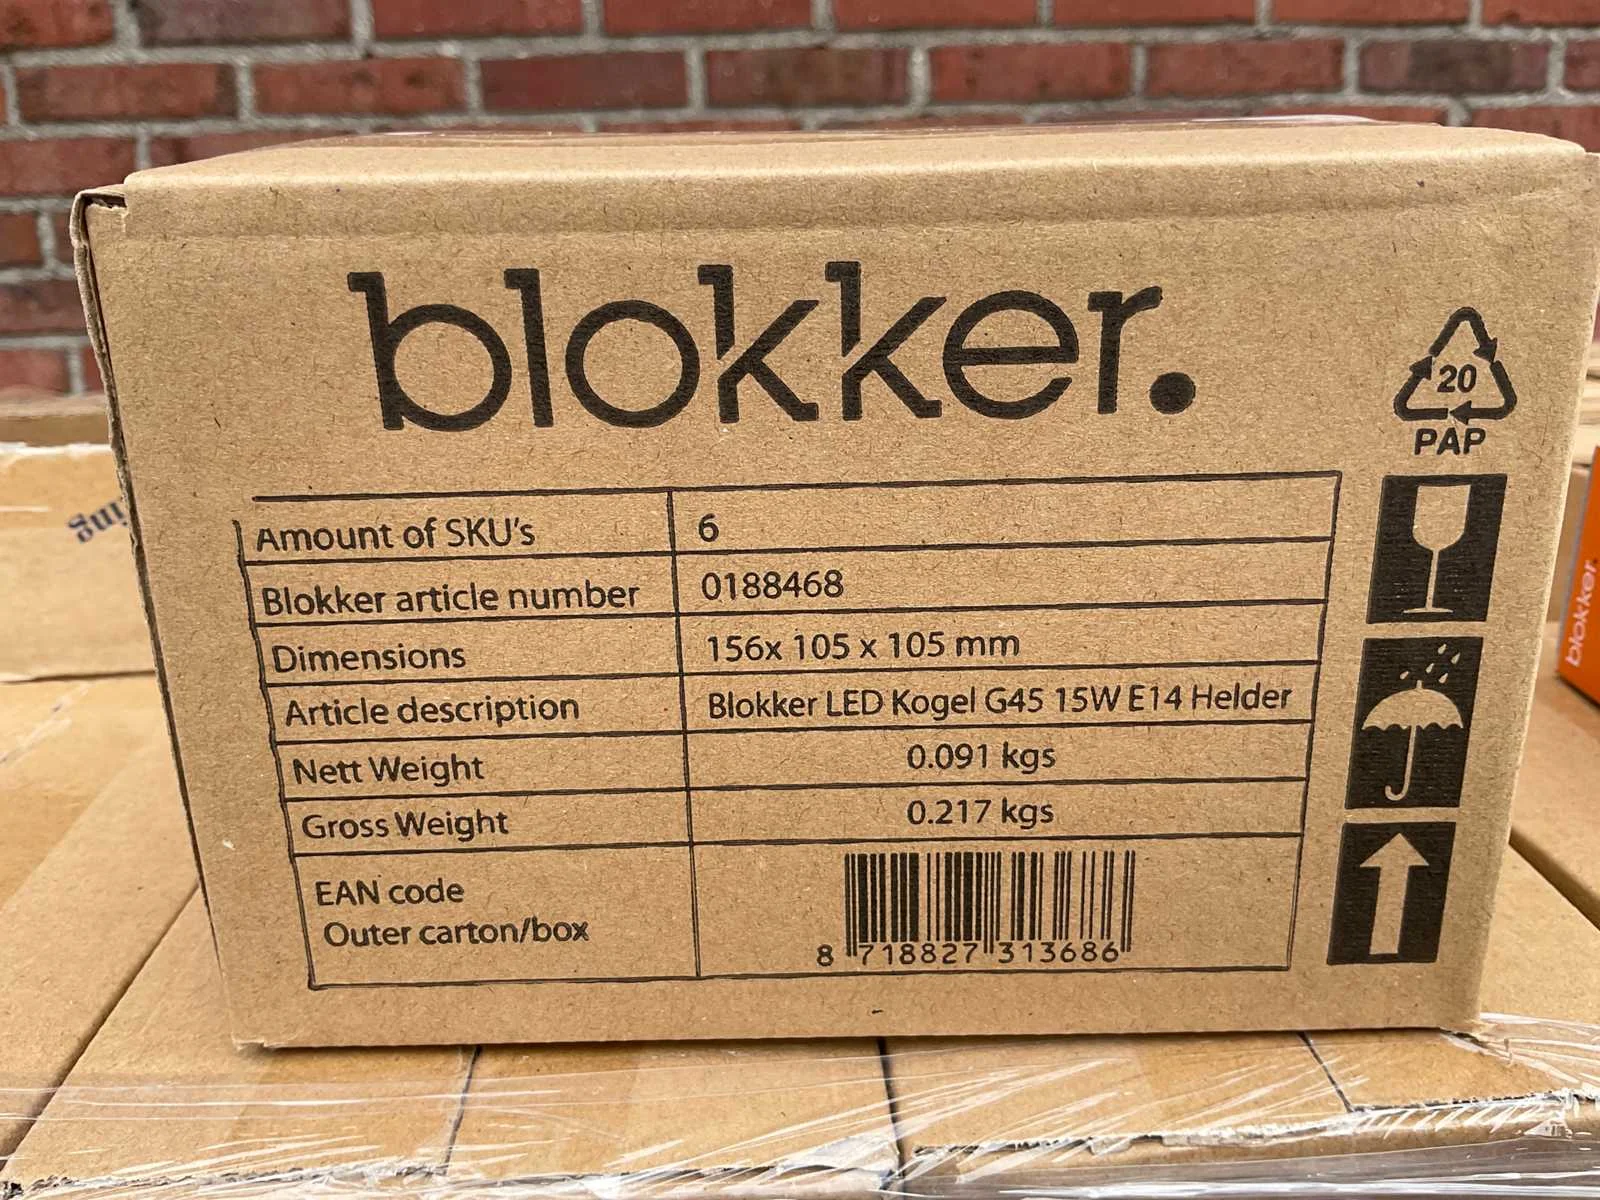 blokker.
20
PAP
Amount of SKU's 6
Blokker article number 0188468
Dimensions 156x 105 x 105 mm
Article description Blokker LED Kogel G45 15W E14 Helder
Nett Weight 0.091 kgs
Gross Weight 0.217 kgs
EAN code
Outer carton/box
8 718827 313686
blokker.